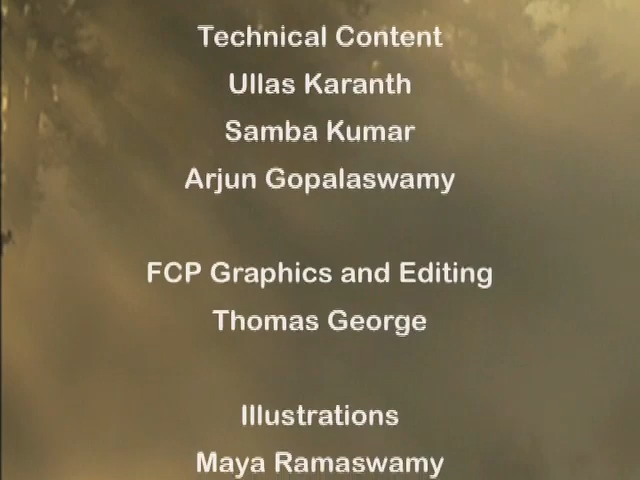 Technical Content
Ullas Karanth
Samba Kumar
Arjun Gopalaswamy
FCP Graphics and Editing
Thomas George
Illustrations
Maya Ramaswamy